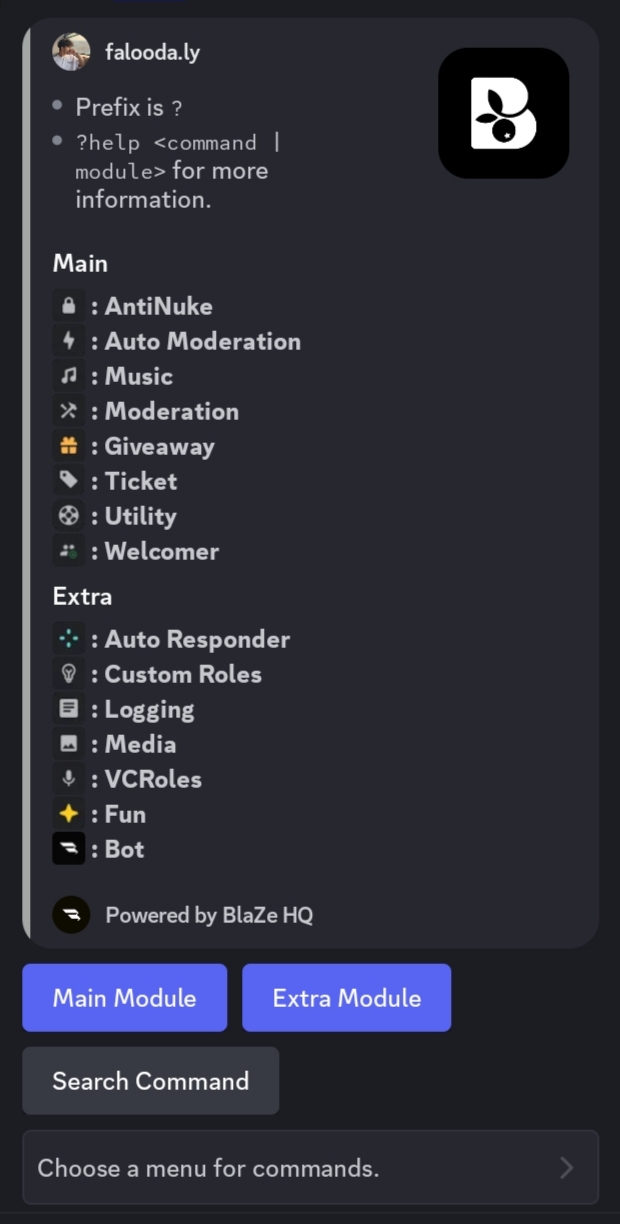 falooda.ly
Prefix is ?
?help <command |
module> for more
information.
Main
: AntiNuke
: Auto Moderation
: Music
: Moderation
: Giveaway
: Ticket
: Utility
: Welcomer
Extra
: Auto Responder
: Custom Roles
: Logging
: Media
: VCRoles
: Fun
: Bot
Powered by BlaZe HQ
Main Module
Extra Module
Search Command
Choose a menu for commands.